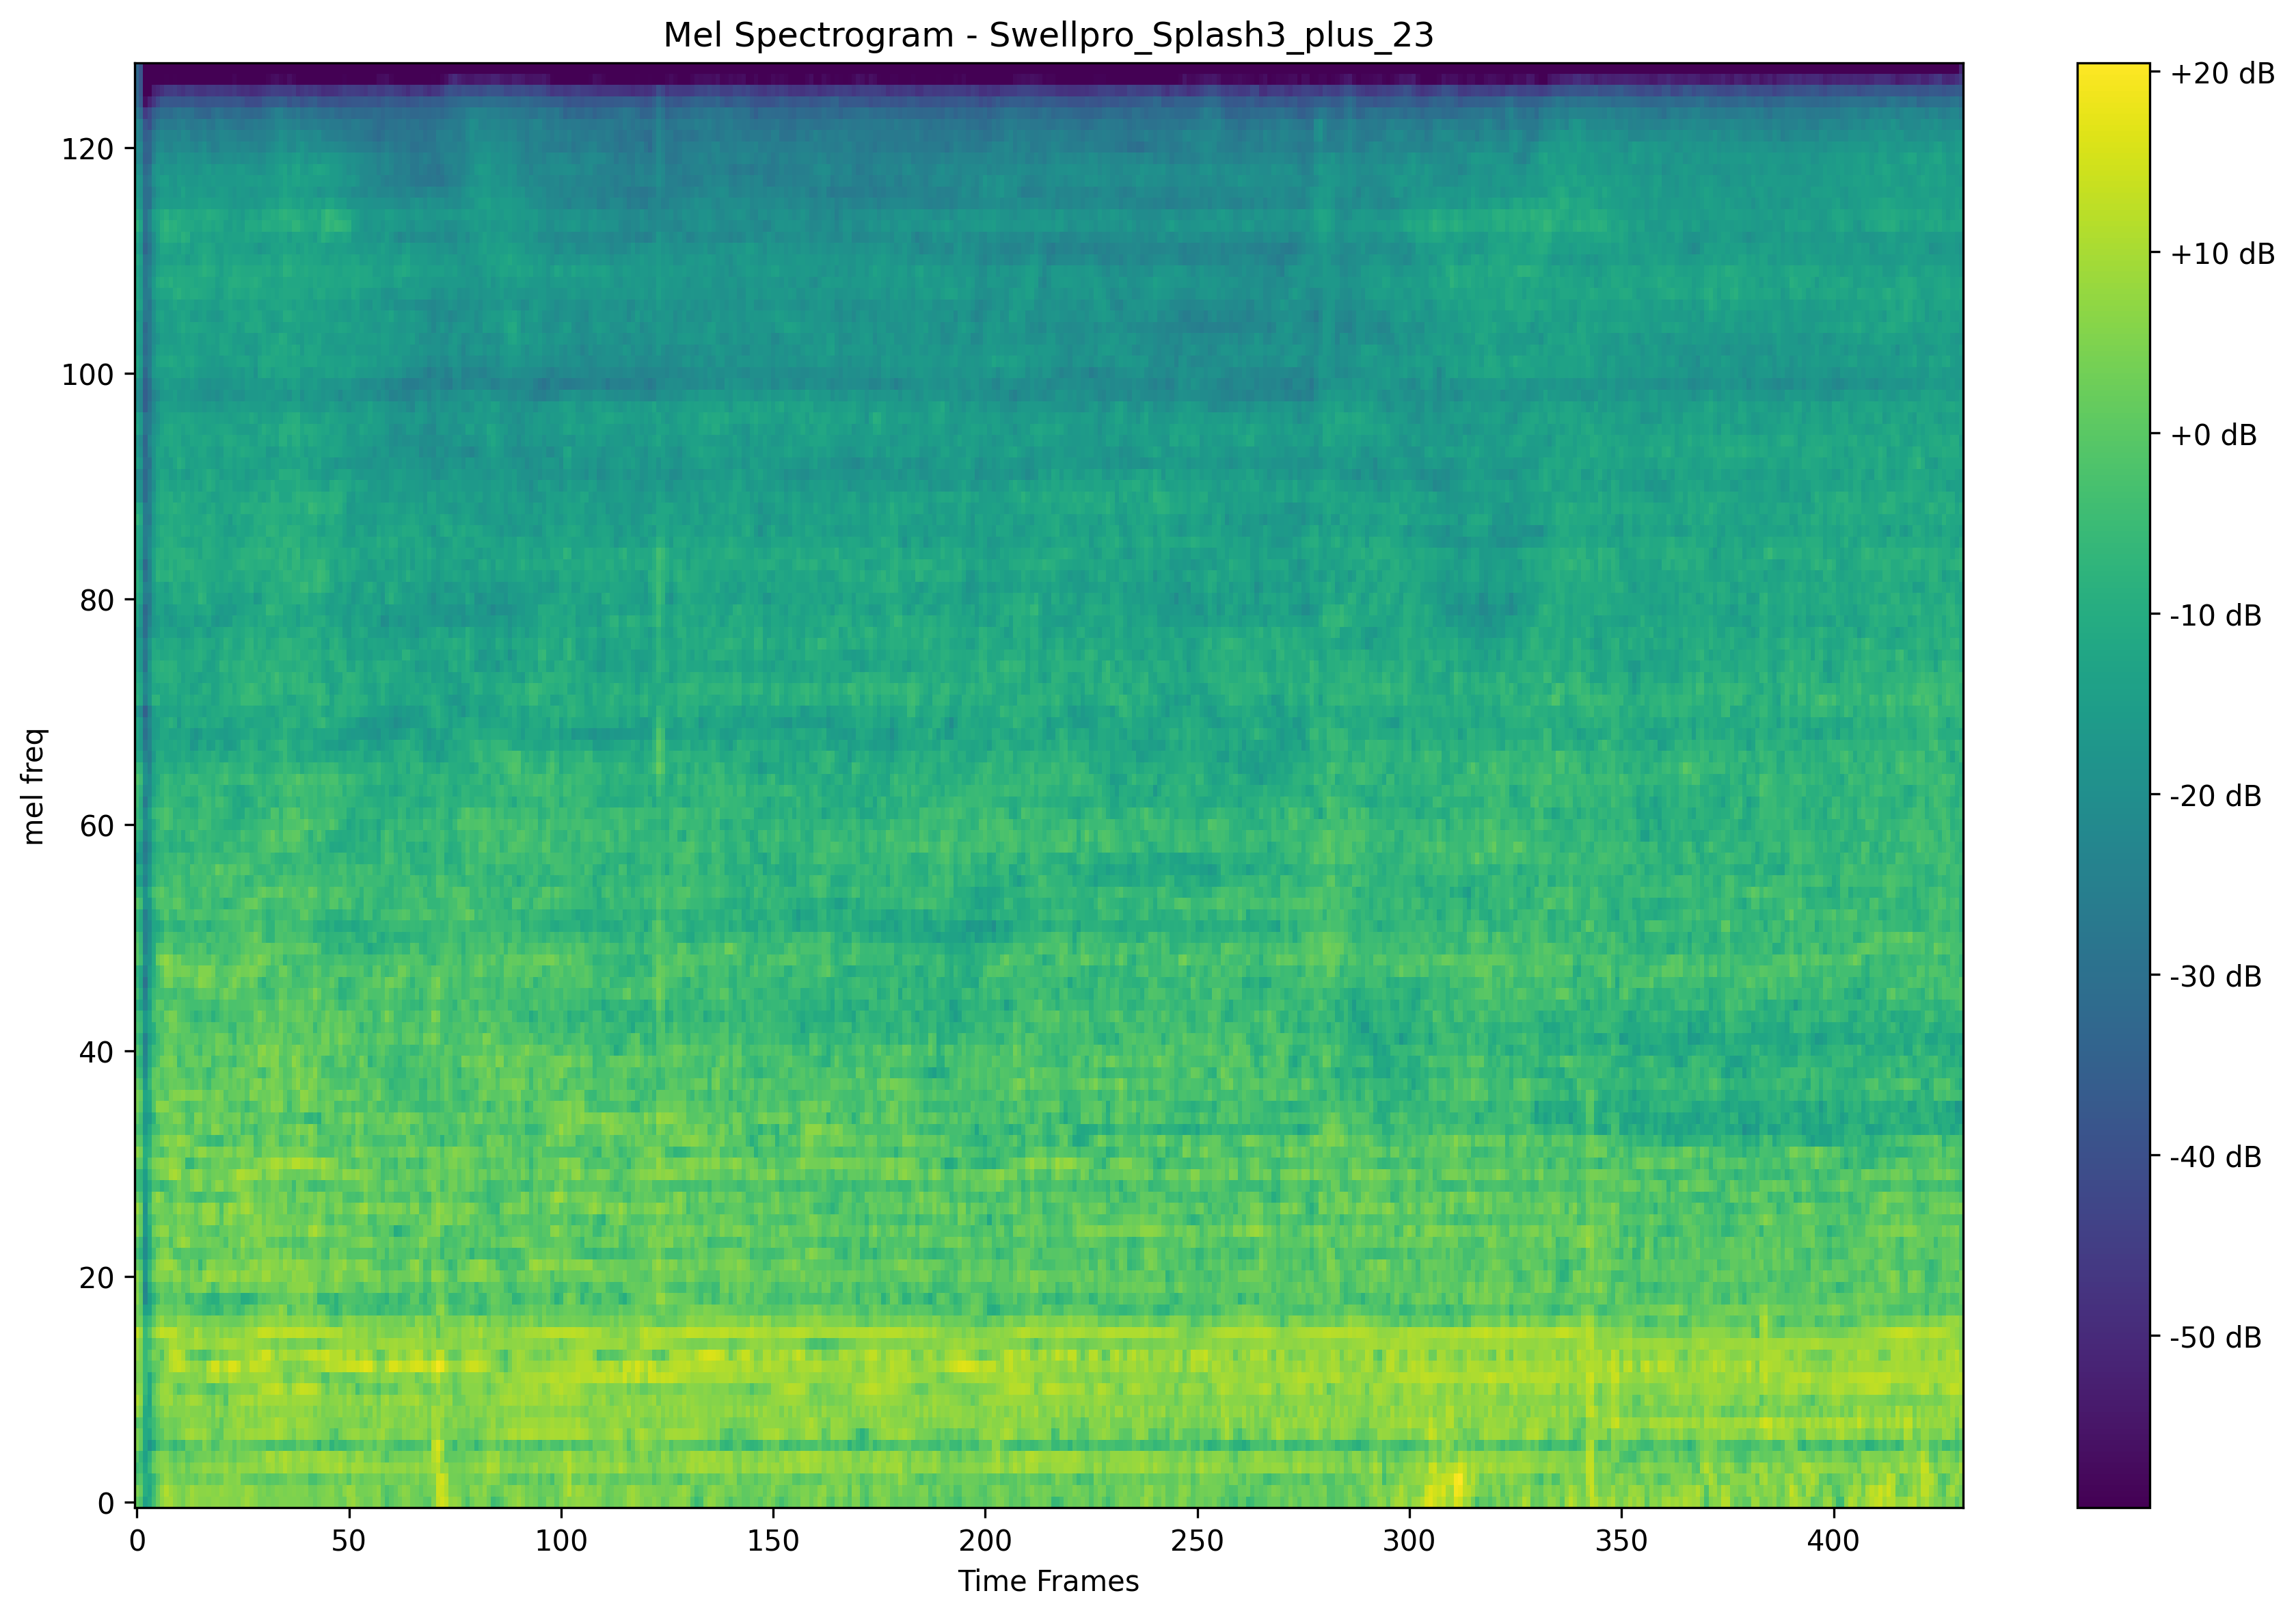 Mel Spectrogram - Swellpro_Splash3_plus_23
mel freq
120
100
80
60
40
20
0
0 50 100 150 200 250 300 350 400
Time Frames
+20 dB
+10 dB
+0 dB
-10 dB
-20 dB
-30 dB
-40 dB
-50 dB